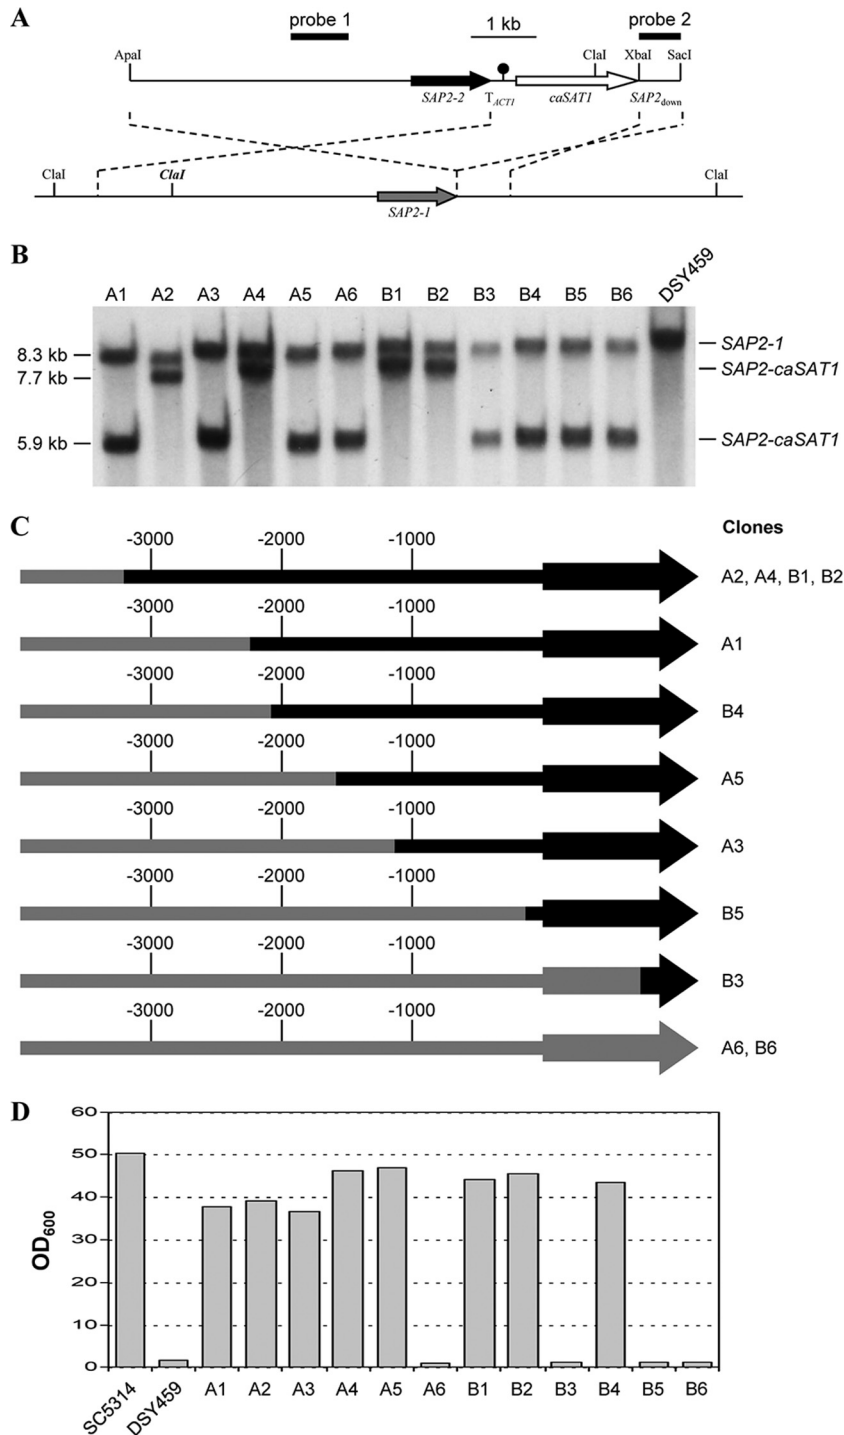 A
probe 1
1 kb
probe 2
ApaI
ClaI
XbaI
SacI
SAP2-2
T_ACT1
caSAT1
SAP2_down
ClaI
ClaI
ClaI
SAP2-1
B
A1 A2 A3 A4 A5 A6 B1 B2 B3 B4 B5 B6 DSY459
8.3 kb
7.7 kb
5.9 kb
SAP2-1
SAP2-caSAT1
SAP2-caSAT1
C
Clones
-3000 -2000 -1000
A2, A4, B1, B2
-3000 -2000 -1000
A1
-3000 -2000 -1000
B4
-3000 -2000 -1000
A5
-3000 -2000 -1000
A3
-3000 -2000 -1000
B5
-3000 -2000 -1000
B3
-3000 -2000 -1000
A6, B6
D
OD600
60
50
40
30
20
10
0
SC5314 DSY459 A1 A2 A3 A4 A5 A6 B1 B2 B3 B4 B5 B6